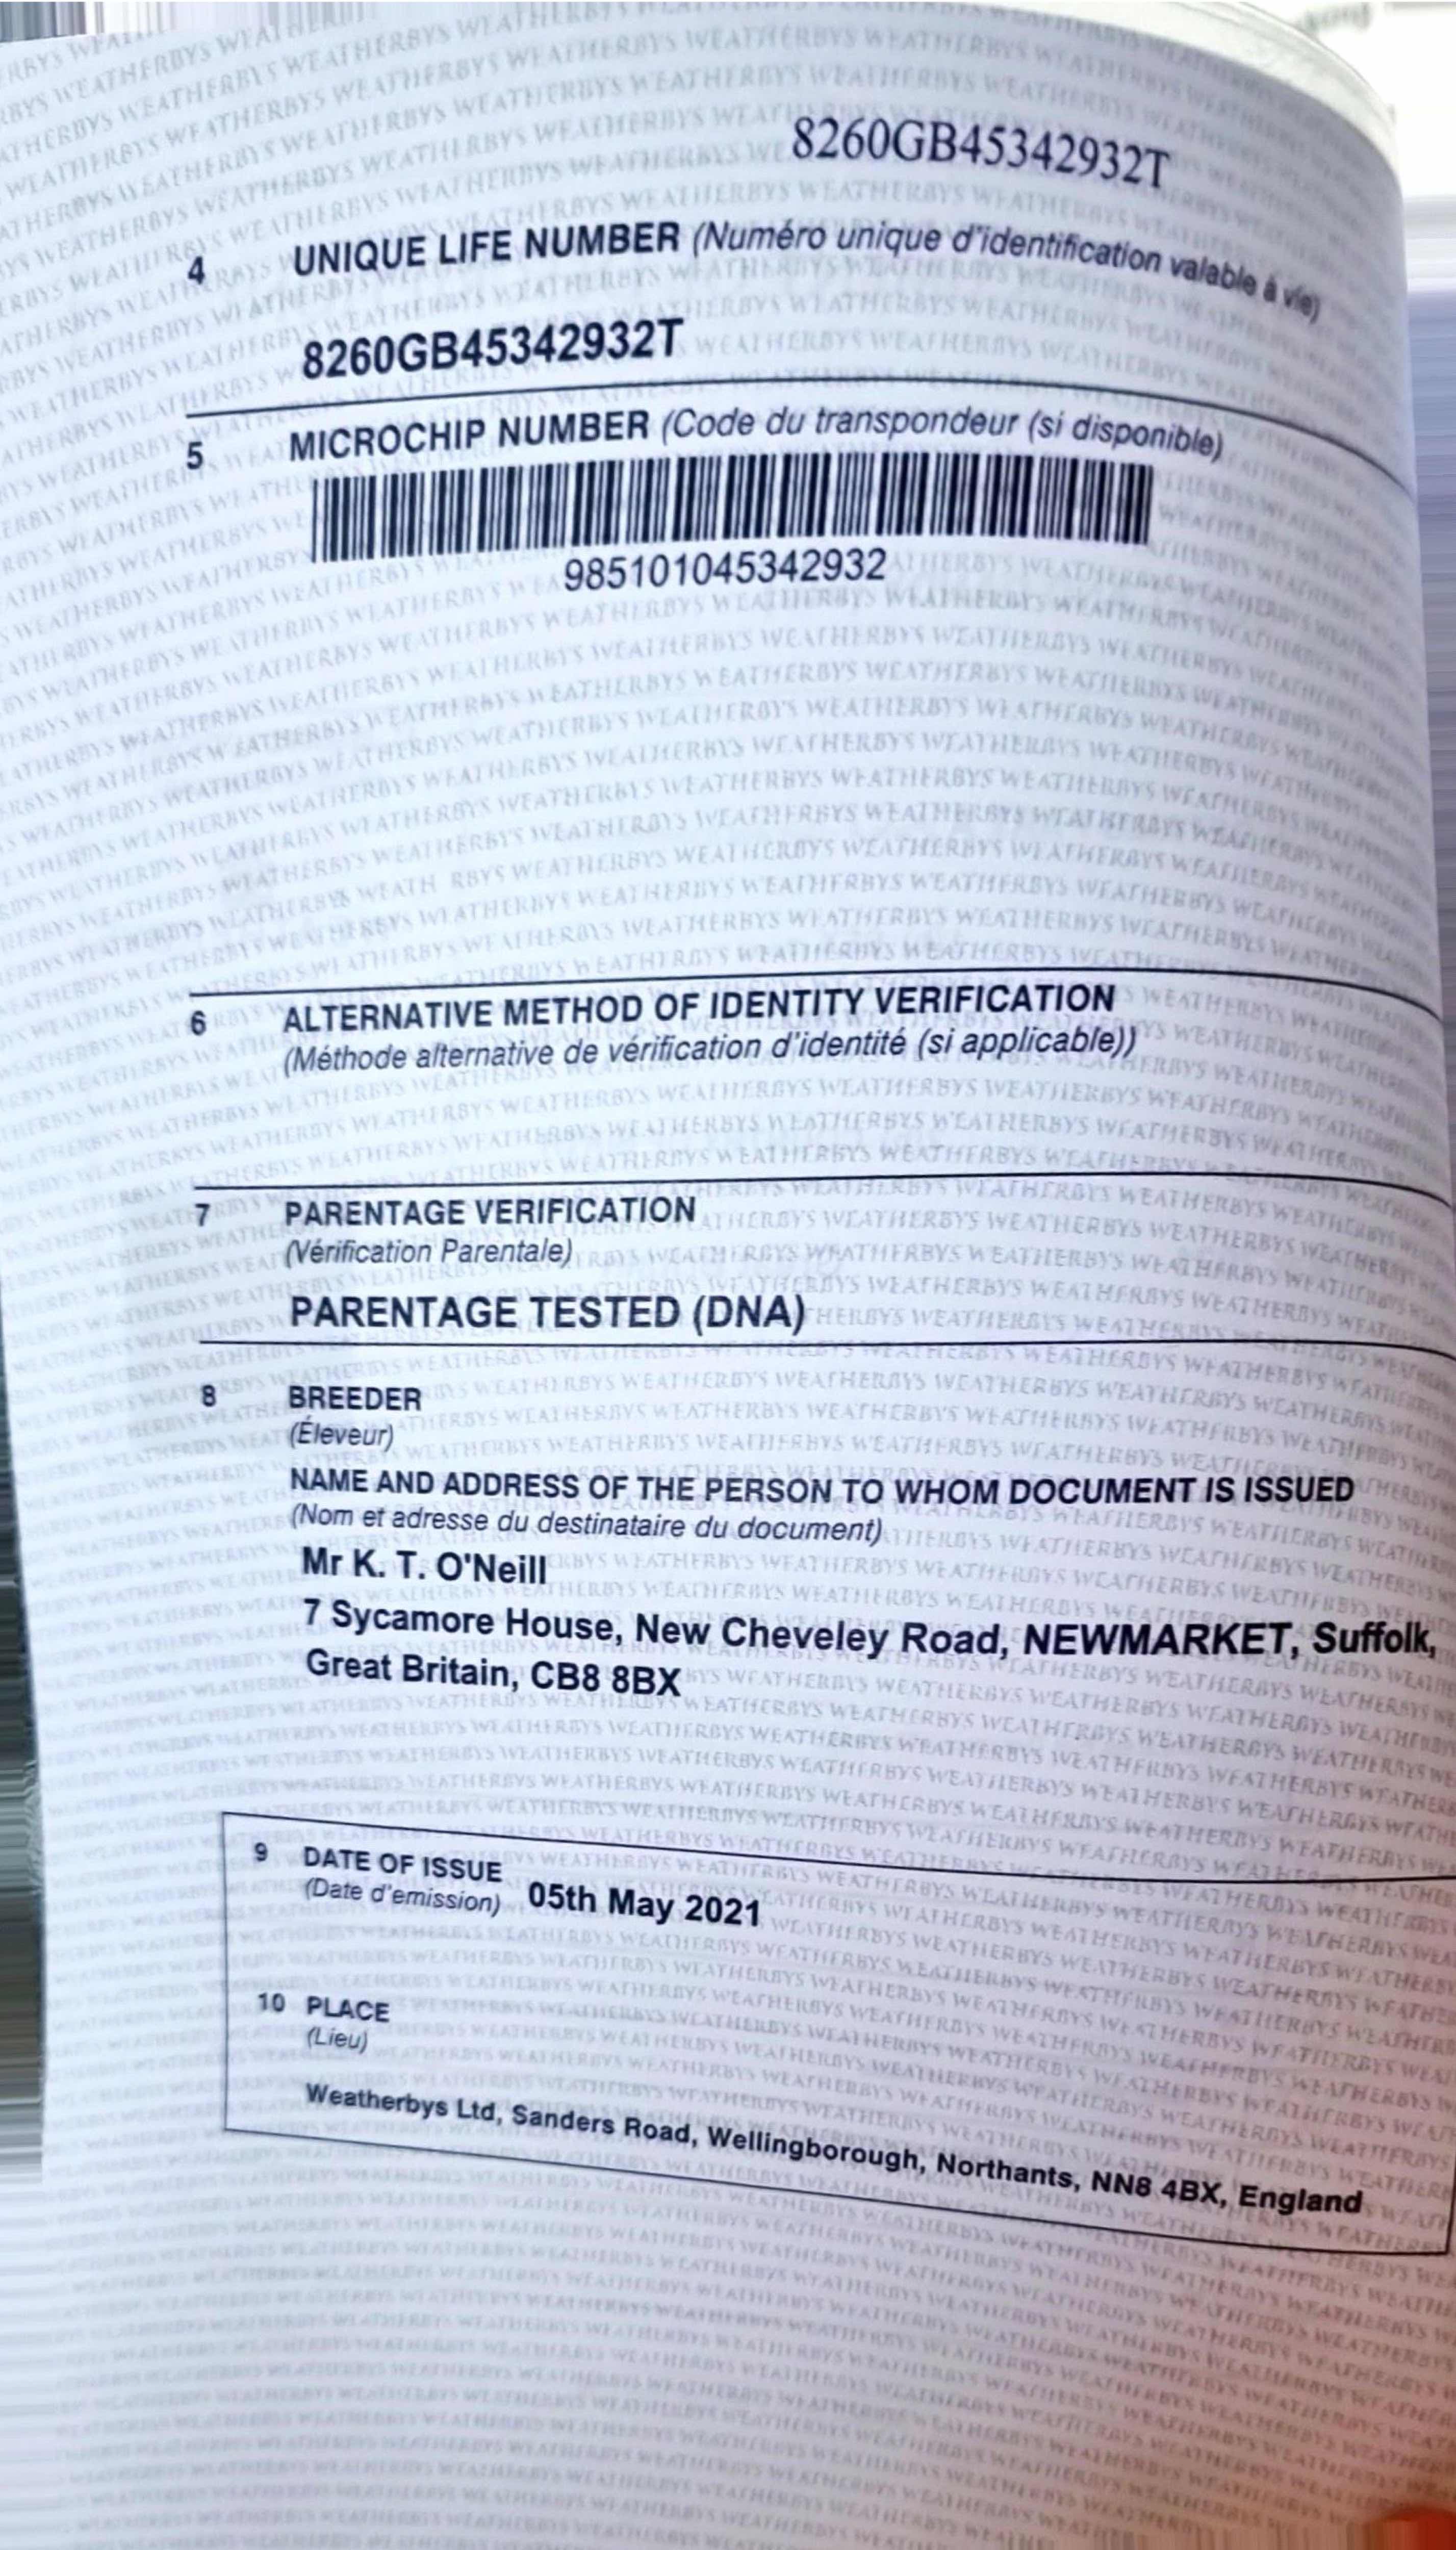 8260GB45342932T
4 UNIQUE LIFE NUMBER (Numéro unique d'identification valable à vie)
8260GB45342932T
5 MICROCHIP NUMBER (Code du transpondeur (si disponible)
985101045342932
6 ALTERNATIVE METHOD OF IDENTITY VERIFICATION
(Méthode alternative de vérification d'identité (si applicable))
7 PARENTAGE VERIFICATION
(Vérification Parentale)
PARENTAGE TESTED (DNA)
8 BREEDER
(Éleveur)
NAME AND ADDRESS OF THE PERSON TO WHOM DOCUMENT IS ISSUED
(Nom et adresse du destinataire du document)
Mr K. T. O'Neill
7 Sycamore House, New Cheveley Road, NEWMARKET, Suffolk,
Great Britain, CB8 8BX
9 DATE OF ISSUE
(Date d'emission) 05th May 2021
10 PLACE
(Lieu)
Weatherbys Ltd, Sanders Road, Wellingborough, Northants, NN8 4BX, England